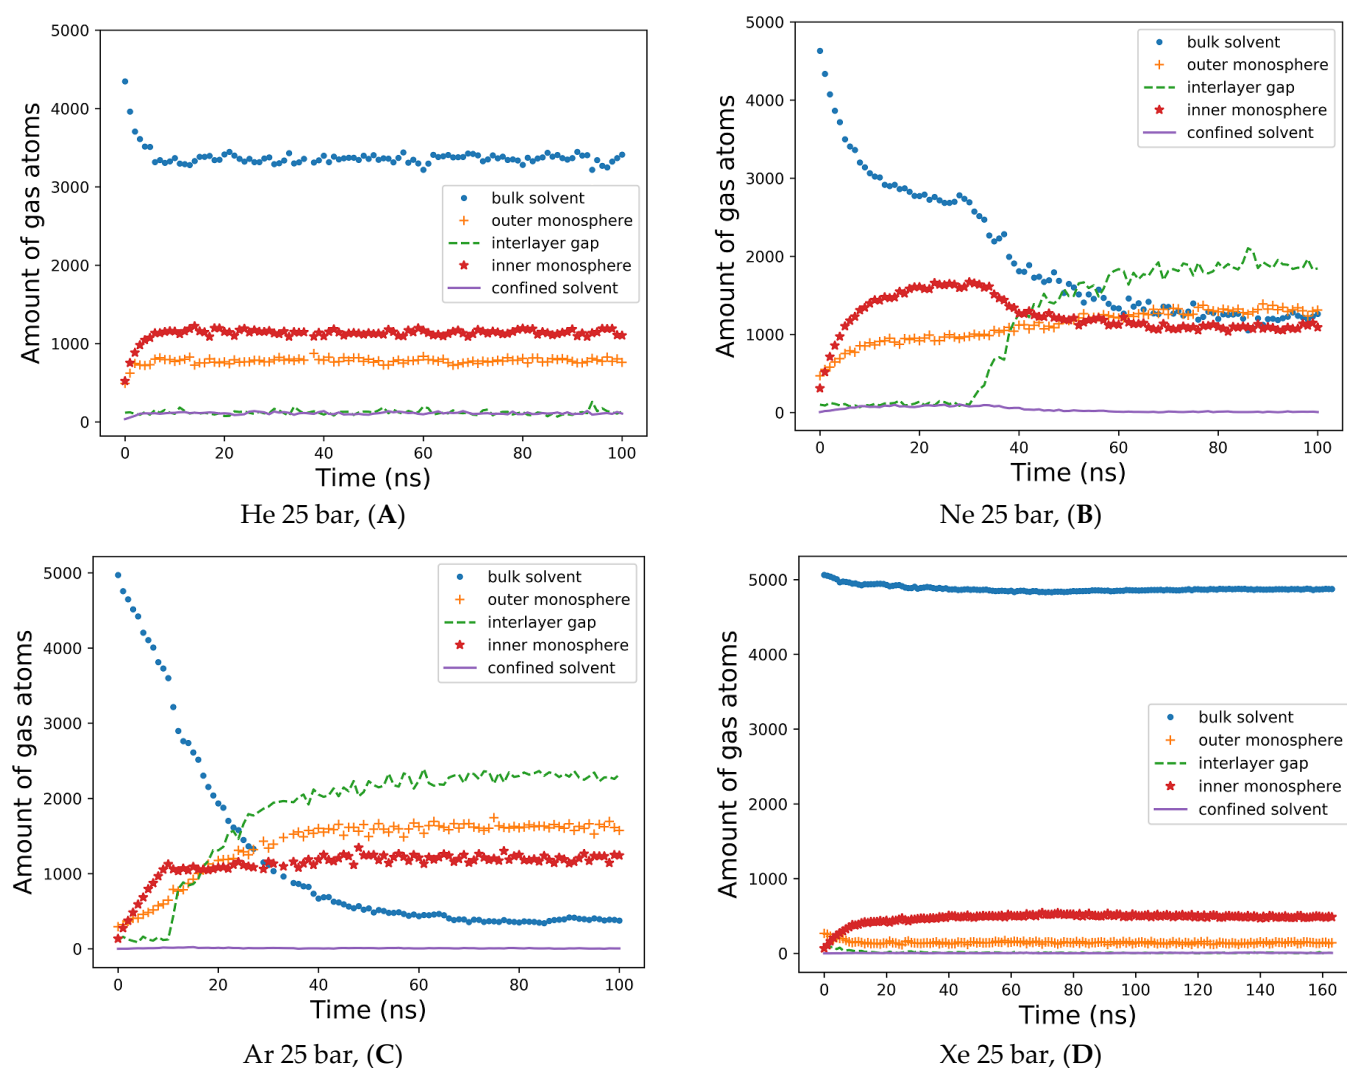 5000
4000
3000
2000
1000
0
Amount of gas atoms
bulk solvent
outer monosphere
interlayer gap
inner monosphere
confined solvent
0 20 40 60 80 100
Time (ns)
He 25 bar, (A)
5000
4000
3000
2000
1000
0
Amount of gas atoms
bulk solvent
outer monosphere
interlayer gap
inner monosphere
confined solvent
0 20 40 60 80 100
Time (ns)
Ne 25 bar, (B)
5000
4000
3000
2000
1000
0
Amount of gas atoms
bulk solvent
outer monosphere
interlayer gap
inner monosphere
confined solvent
0 20 40 60 80 100
Time (ns)
Ar 25 bar, (C)
5000
4000
3000
2000
1000
0
Amount of gas atoms
bulk solvent
outer monosphere
interlayer gap
inner monosphere
confined solvent
0 20 40 60 80 100 120 140 160
Time (ns)
Xe 25 bar, (D)